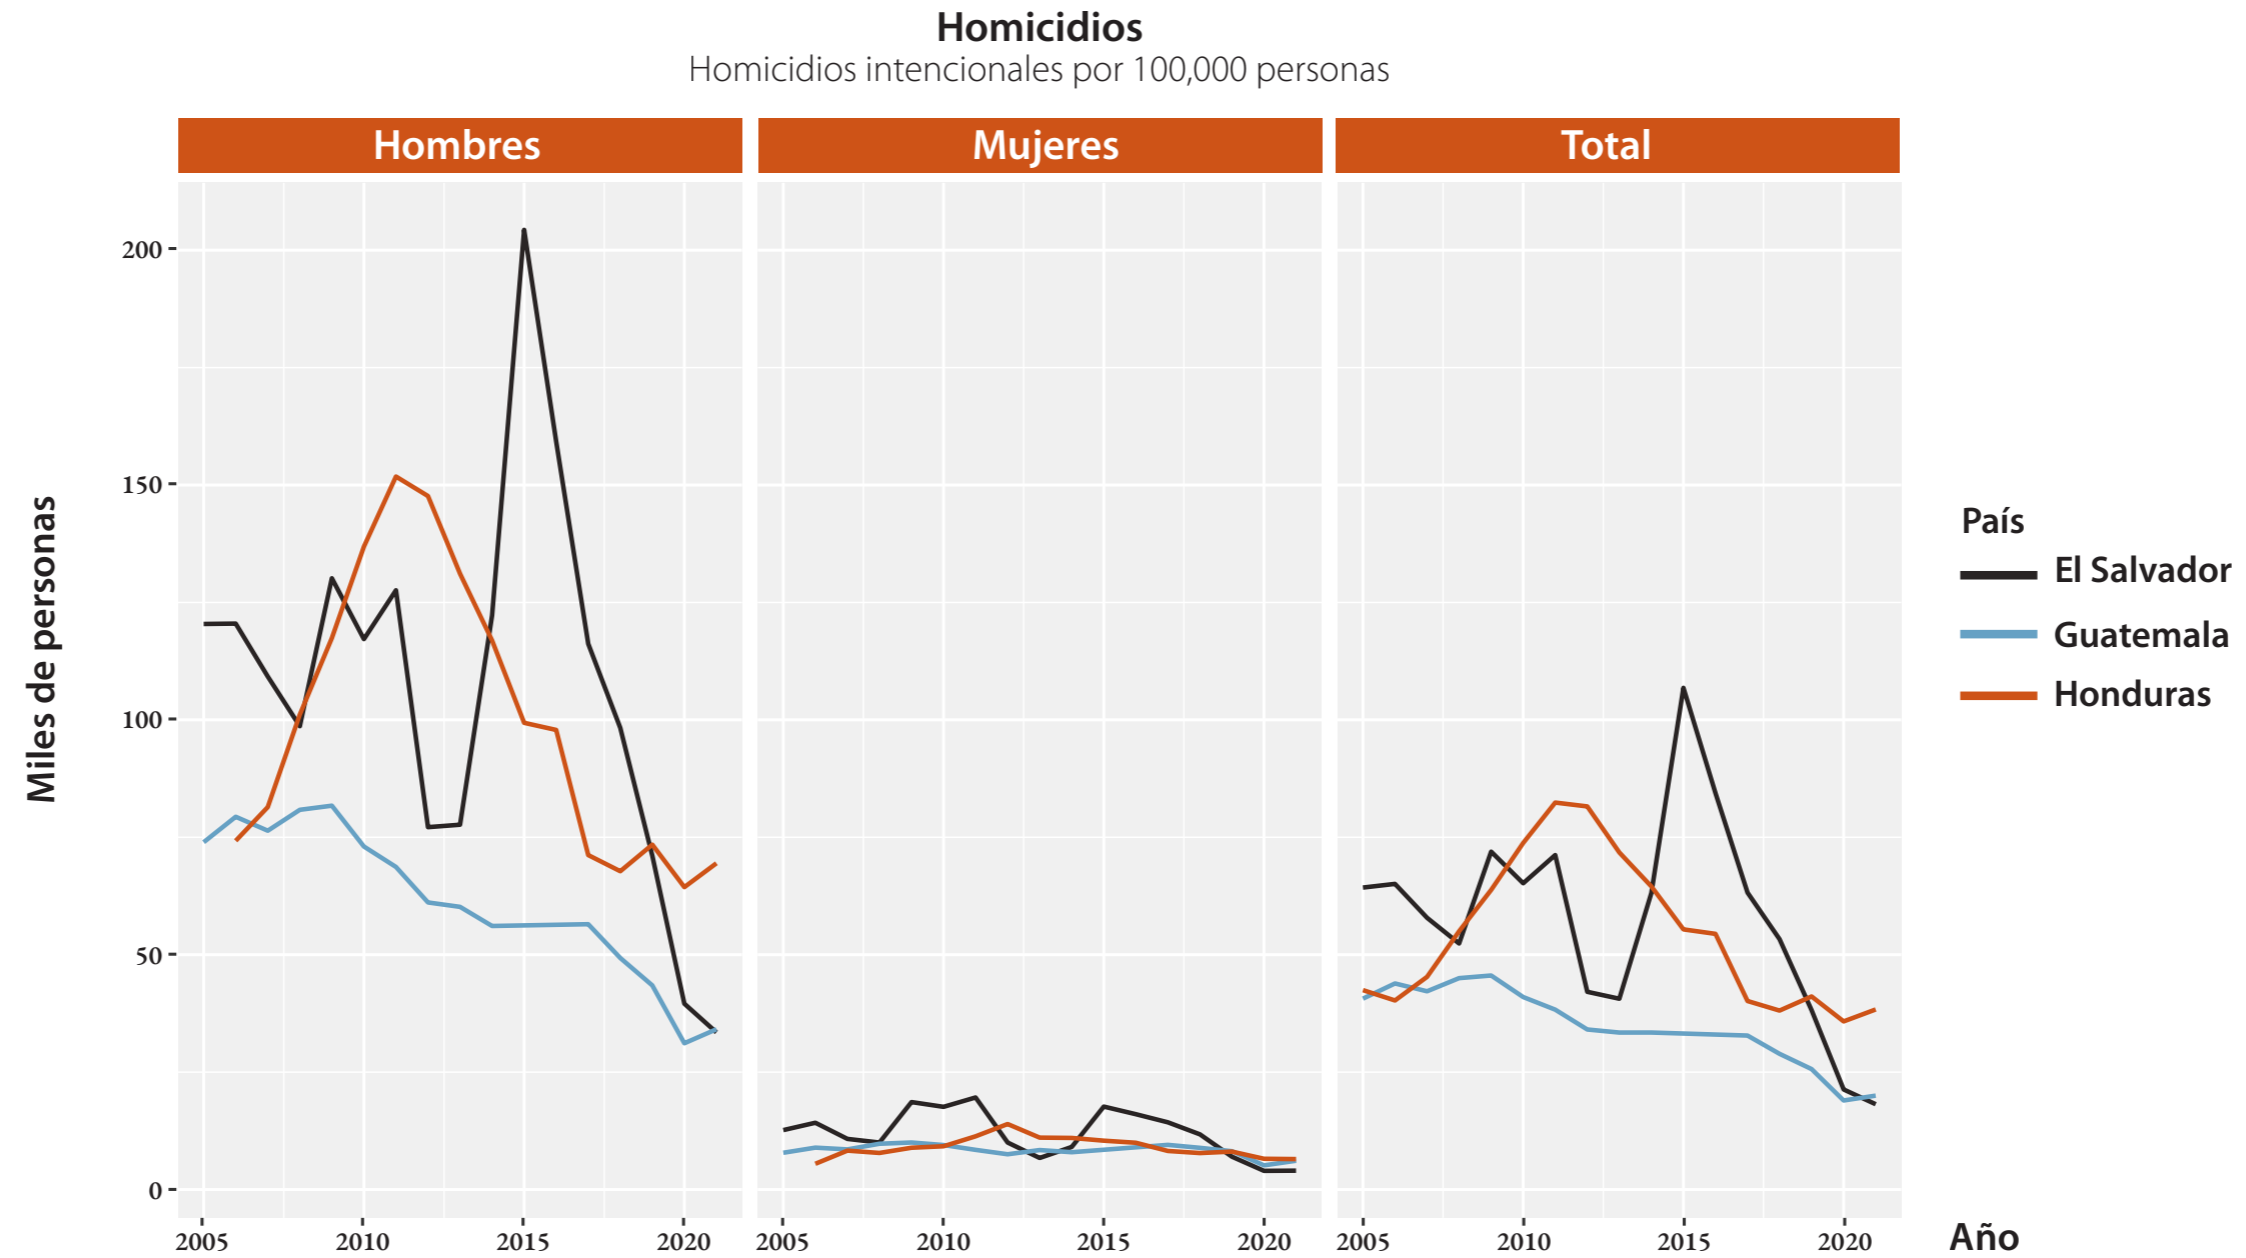 Homicidios
Homicidios intencionales por 100,000 personas
Hombres
Mujeres
Total
Miles de personas
200
150
100
50
0
2005 2010 2015 2020
2005 2010 2015 2020
2005 2010 2015 2020
Año
País
El Salvador
Guatemala
Honduras